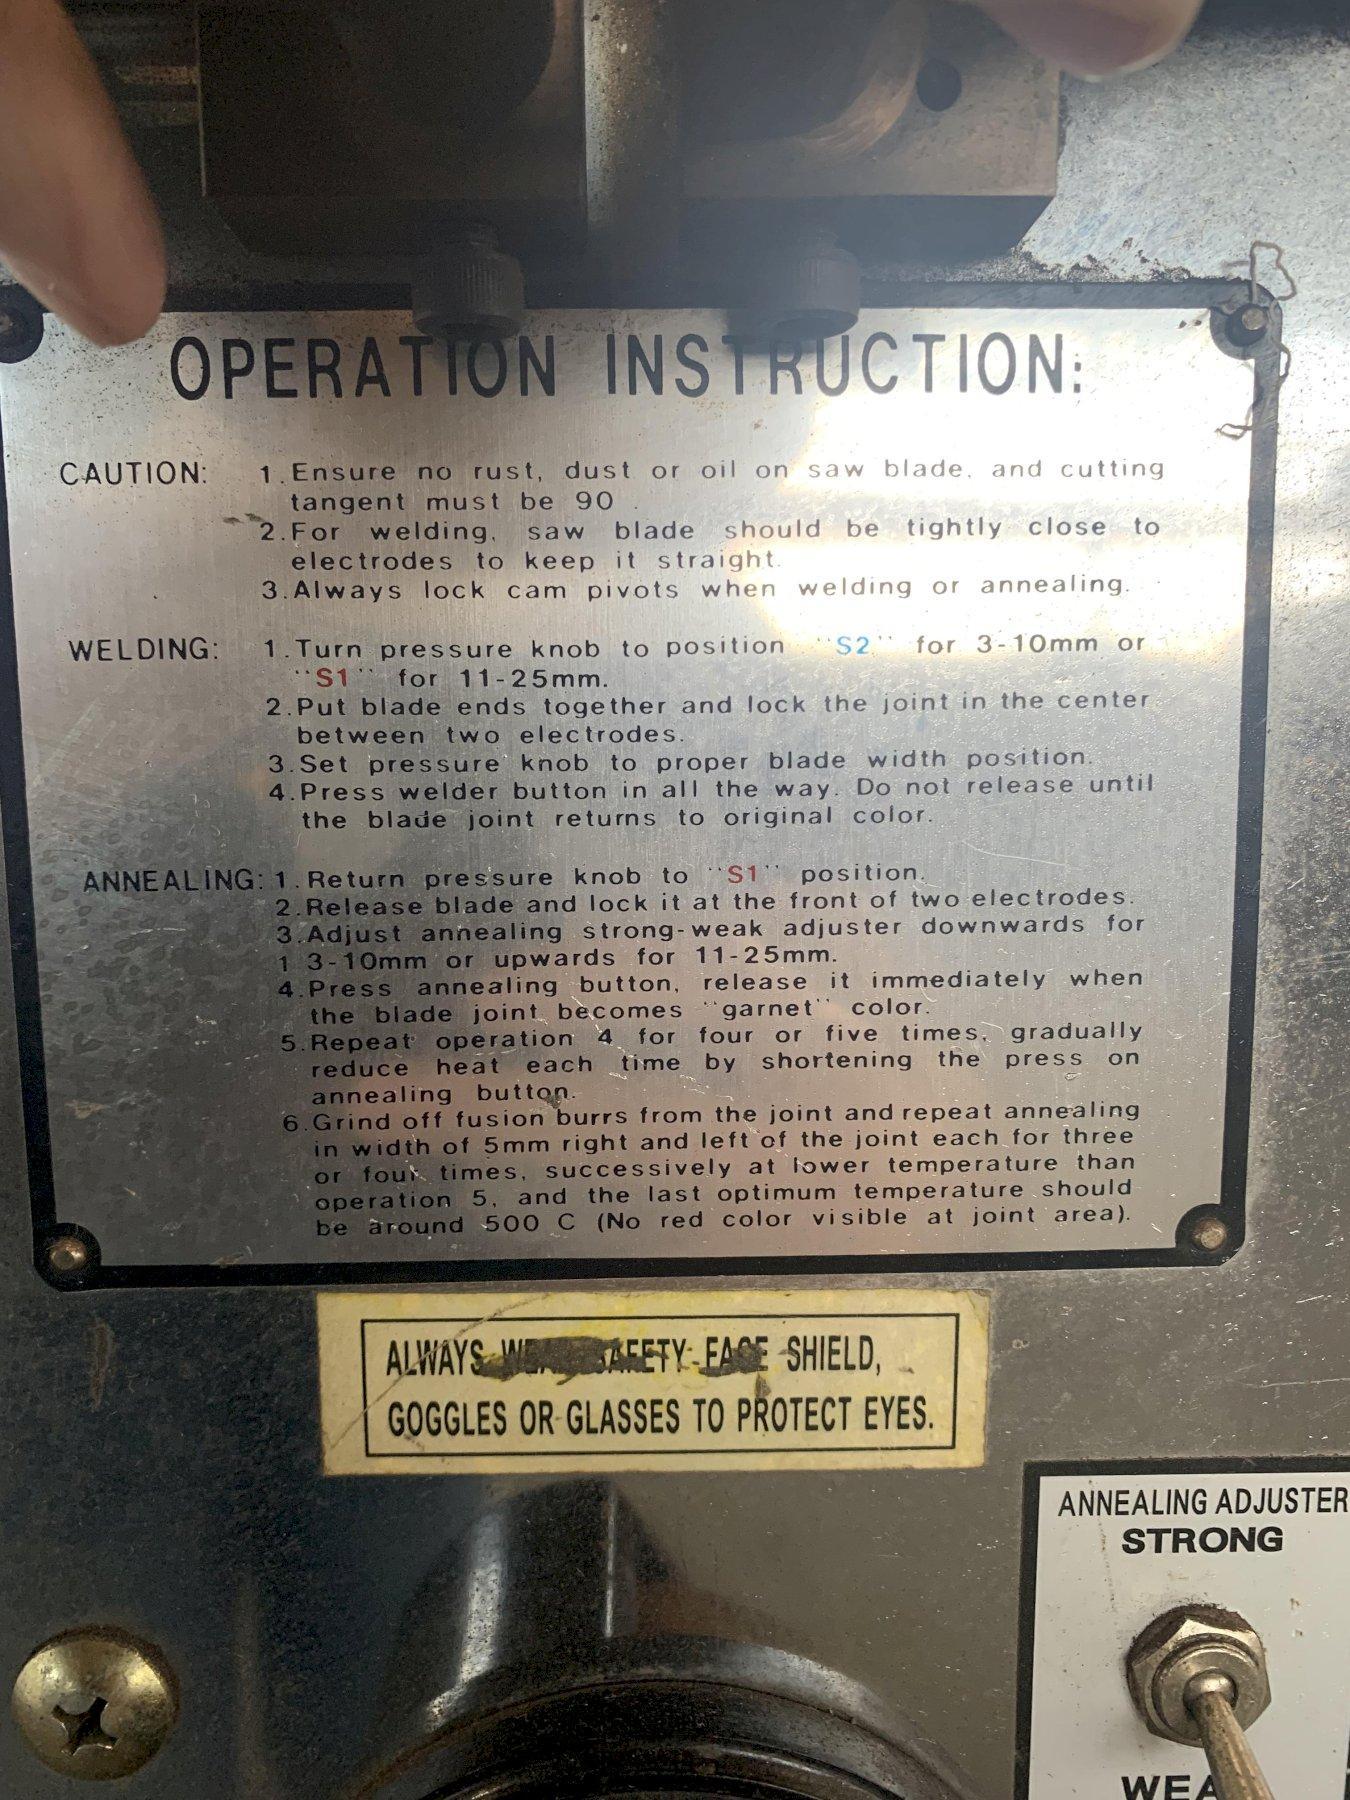 OPERATION INSTRUCTION:
CAUTION: 1.Ensure no rust, dust or oil on saw blade, and cutting
tangent must be 90
2.For welding, saw blade should be tightly close to
electrodes to keep it straight.
3.Always lock cam pivots when welding or annealing.
WELDING: 1.Turn pressure knob to position "S2" for 3-10mm or
"S1" for 11-25mm.
2.Put blade ends together and lock the joint in the center
between two electrodes.
3.Set pressure knob to proper blade width position.
4.Press welder button in all the way. Do not release until
the blade joint returns to original color.
ANNEALING: 1.Return pressure knob to "S1" position.
2.Release blade and lock it at the front of two electrodes.
3.Adjust annealing strong-weak adjuster downwards for
1 3-10mm or upwards for 11-25mm.
4.Press annealing button, release it immediately when
the blade joint becomes "garnet" color.
5.Repeat operation 4 for four or five times, gradually
reduce heat each time by shortening the press on
annealing button.
6.Grind off fusion burrs from the joint and repeat annealing
in width of 5mm right and left of the joint each for three
or four times, successively at lower temperature than
operation 5, and the last optimum temperature should
be around 500 C (No red color visible at joint area).
ALWAYS WEAR SAFETY FACE SHIELD,
GOGGLES OR GLASSES TO PROTECT EYES.
ANNEALING ADJUSTER
STRONG